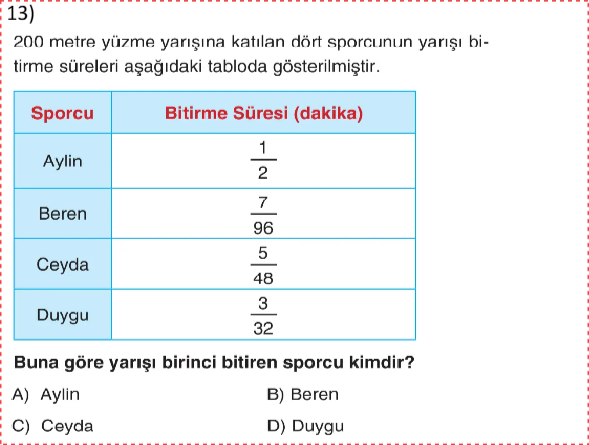 13)
200 metre yüzme yarışına katılan dört sporcunun yarışı bi-
tirme süreleri aşağıdaki tabloda gösterilmiştir.
Sporcu Bitirme Süresi (dakika)
Aylin 1/2
Beren 7/96
Ceyda 5/48
Duygu 3/32
Buna göre yarışı birinci bitiren sporcu kimdir?
A) Aylin B) Beren
C) Ceyda D) Duygu